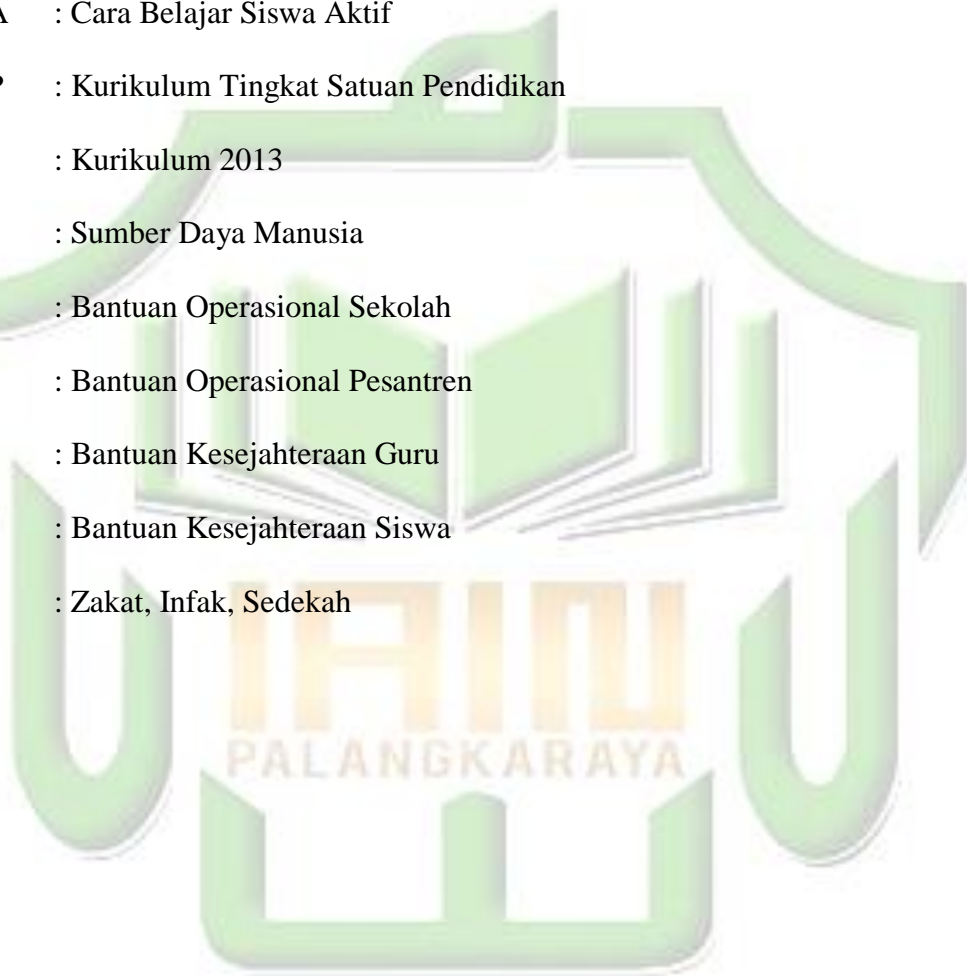 A : Cara Belajar Siswa Aktif
P : Kurikulum Tingkat Satuan Pendidikan
: Kurikulum 2013
: Sumber Daya Manusia
: Bantuan Operasional Sekolah
: Bantuan Operasional Pesantren
: Bantuan Kesejahteraan Guru
: Bantuan Kesejahteraan Siswa
: Zakat, Infak, Sedekah
IAIN
PALANGKARAYA